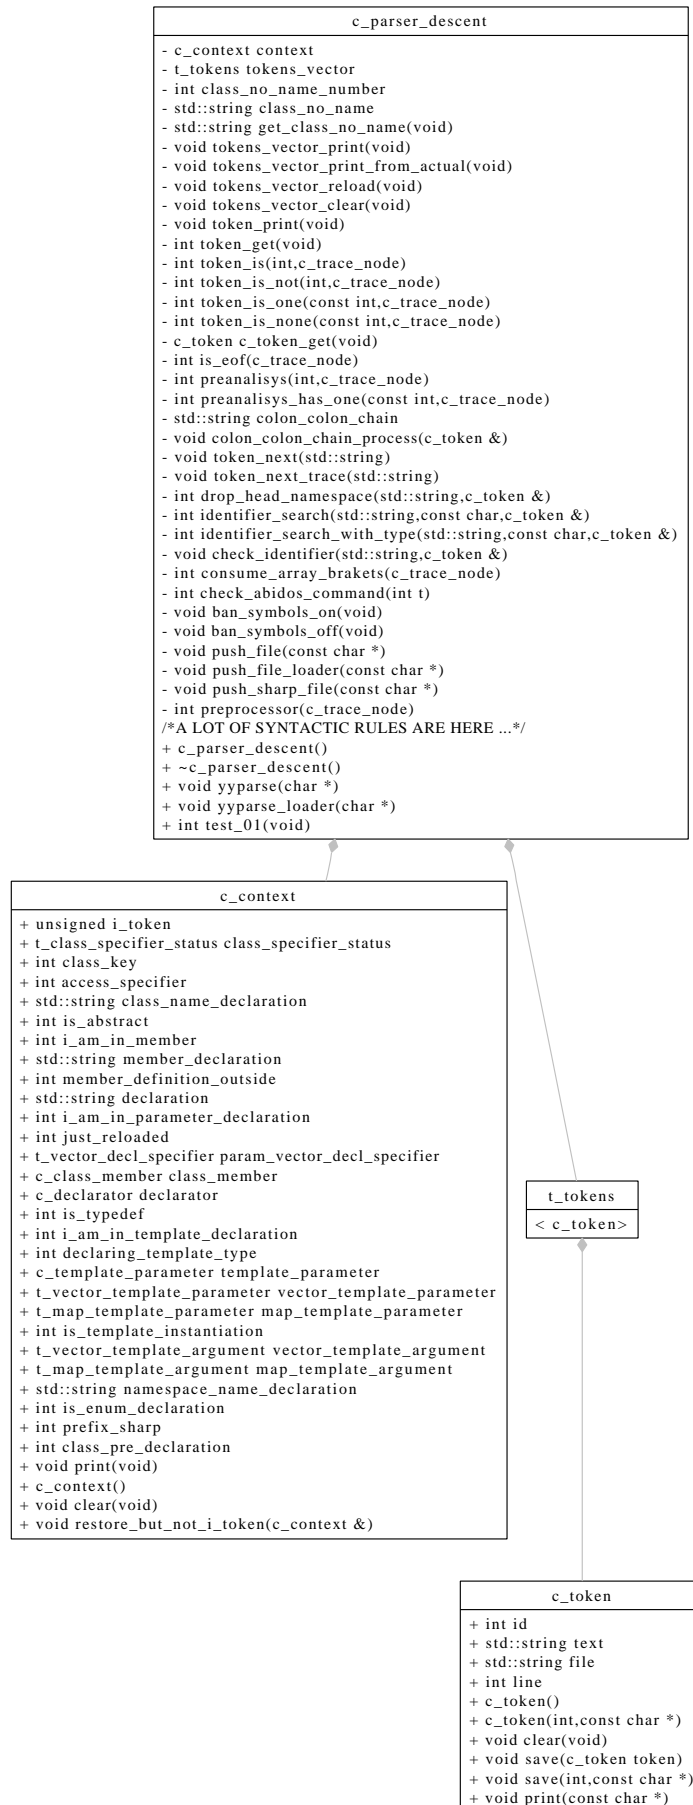 c_parser_descent
- c_context context
- t_tokens tokens_vector
- int class_no_name_number
- std::string class_no_name
- std::string get_class_no_name(void)
- void tokens_vector_print(void)
- void tokens_vector_print_from_actual(void)
- void tokens_vector_reload(void)
- void tokens_vector_clear(void)
- void token_print(void)
- int token_get(void)
- int token_is(int,c_trace_node)
- int token_is_not(int,c_trace_node)
- int token_is_one(const int,c_trace_node)
- int token_is_none(const int,c_trace_node)
- c_token c_token_get(void)
- int is_eof(c_trace_node)
- int preanalisys(int,c_trace_node)
- int preanalisys_has_one(const int,c_trace_node)
- std::string colon_colon_chain
- void colon_colon_chain_process(c_token &)
- void token_next(std::string)
- void token_next_trace(std::string)
- int drop_head_namespace(std::string,c_token &)
- int identifier_search(std::string,const char,c_token &)
- int identifier_search_with_type(std::string,const char,c_token &)
- void check_identifier(std::string,c_token &)
- int consume_array_brakets(c_trace_node)
- int check_abidos_command(int t)
- void ban_symbols_on(void)
- void ban_symbols_off(void)
- void push_file(const char *)
- void push_file_loader(const char *)
- void push_sharp_file(const char *)
- int preprocessor(c_trace_node)
/*A LOT OF SYNTACTIC RULES ARE HERE ...*/
+ c_parser_descent()
+ ~c_parser_descent()
+ void yyparse(char *)
+ void yyparse_loader(char *)
+ int test_01(void)
c_context
+ unsigned i_token
+ t_class_specifier_status class_specifier_status
+ int class_key
+ int access_specifier
+ std::string class_name_declaration
+ int is_abstract
+ int i_am_in_member
+ std::string member_declaration
+ int member_definition_outside
+ std::string declaration
+ int i_am_in_parameter_declaration
+ int just_reloaded
+ t_vector_decl_specifier param_vector_decl_specifier
+ c_class_member class_member
+ c_declarator declarator
+ int is_typedef
+ int i_am_in_template_declaration
+ int declaring_template_type
+ c_template_parameter template_parameter
+ t_vector_template_parameter vector_template_parameter
+ t_map_template_parameter map_template_parameter
+ int is_template_instantiation
+ t_vector_template_argument vector_template_argument
+ t_map_template_argument map_template_argument
+ std::string namespace_name_declaration
+ int is_enum_declaration
+ int prefix_sharp
+ int class_pre_declaration
+ void print(void)
+ c_context()
+ void clear(void)
+ void restore_but_not_i_token(c_context &)
t_tokens
< c_token>
c_token
+ int id
+ std::string text
+ std::string file
+ int line
+ c_token()
+ c_token(int,const char *)
+ void clear(void)
+ void save(c_token token)
+ void save(int,const char *)
+ void print(const char *)